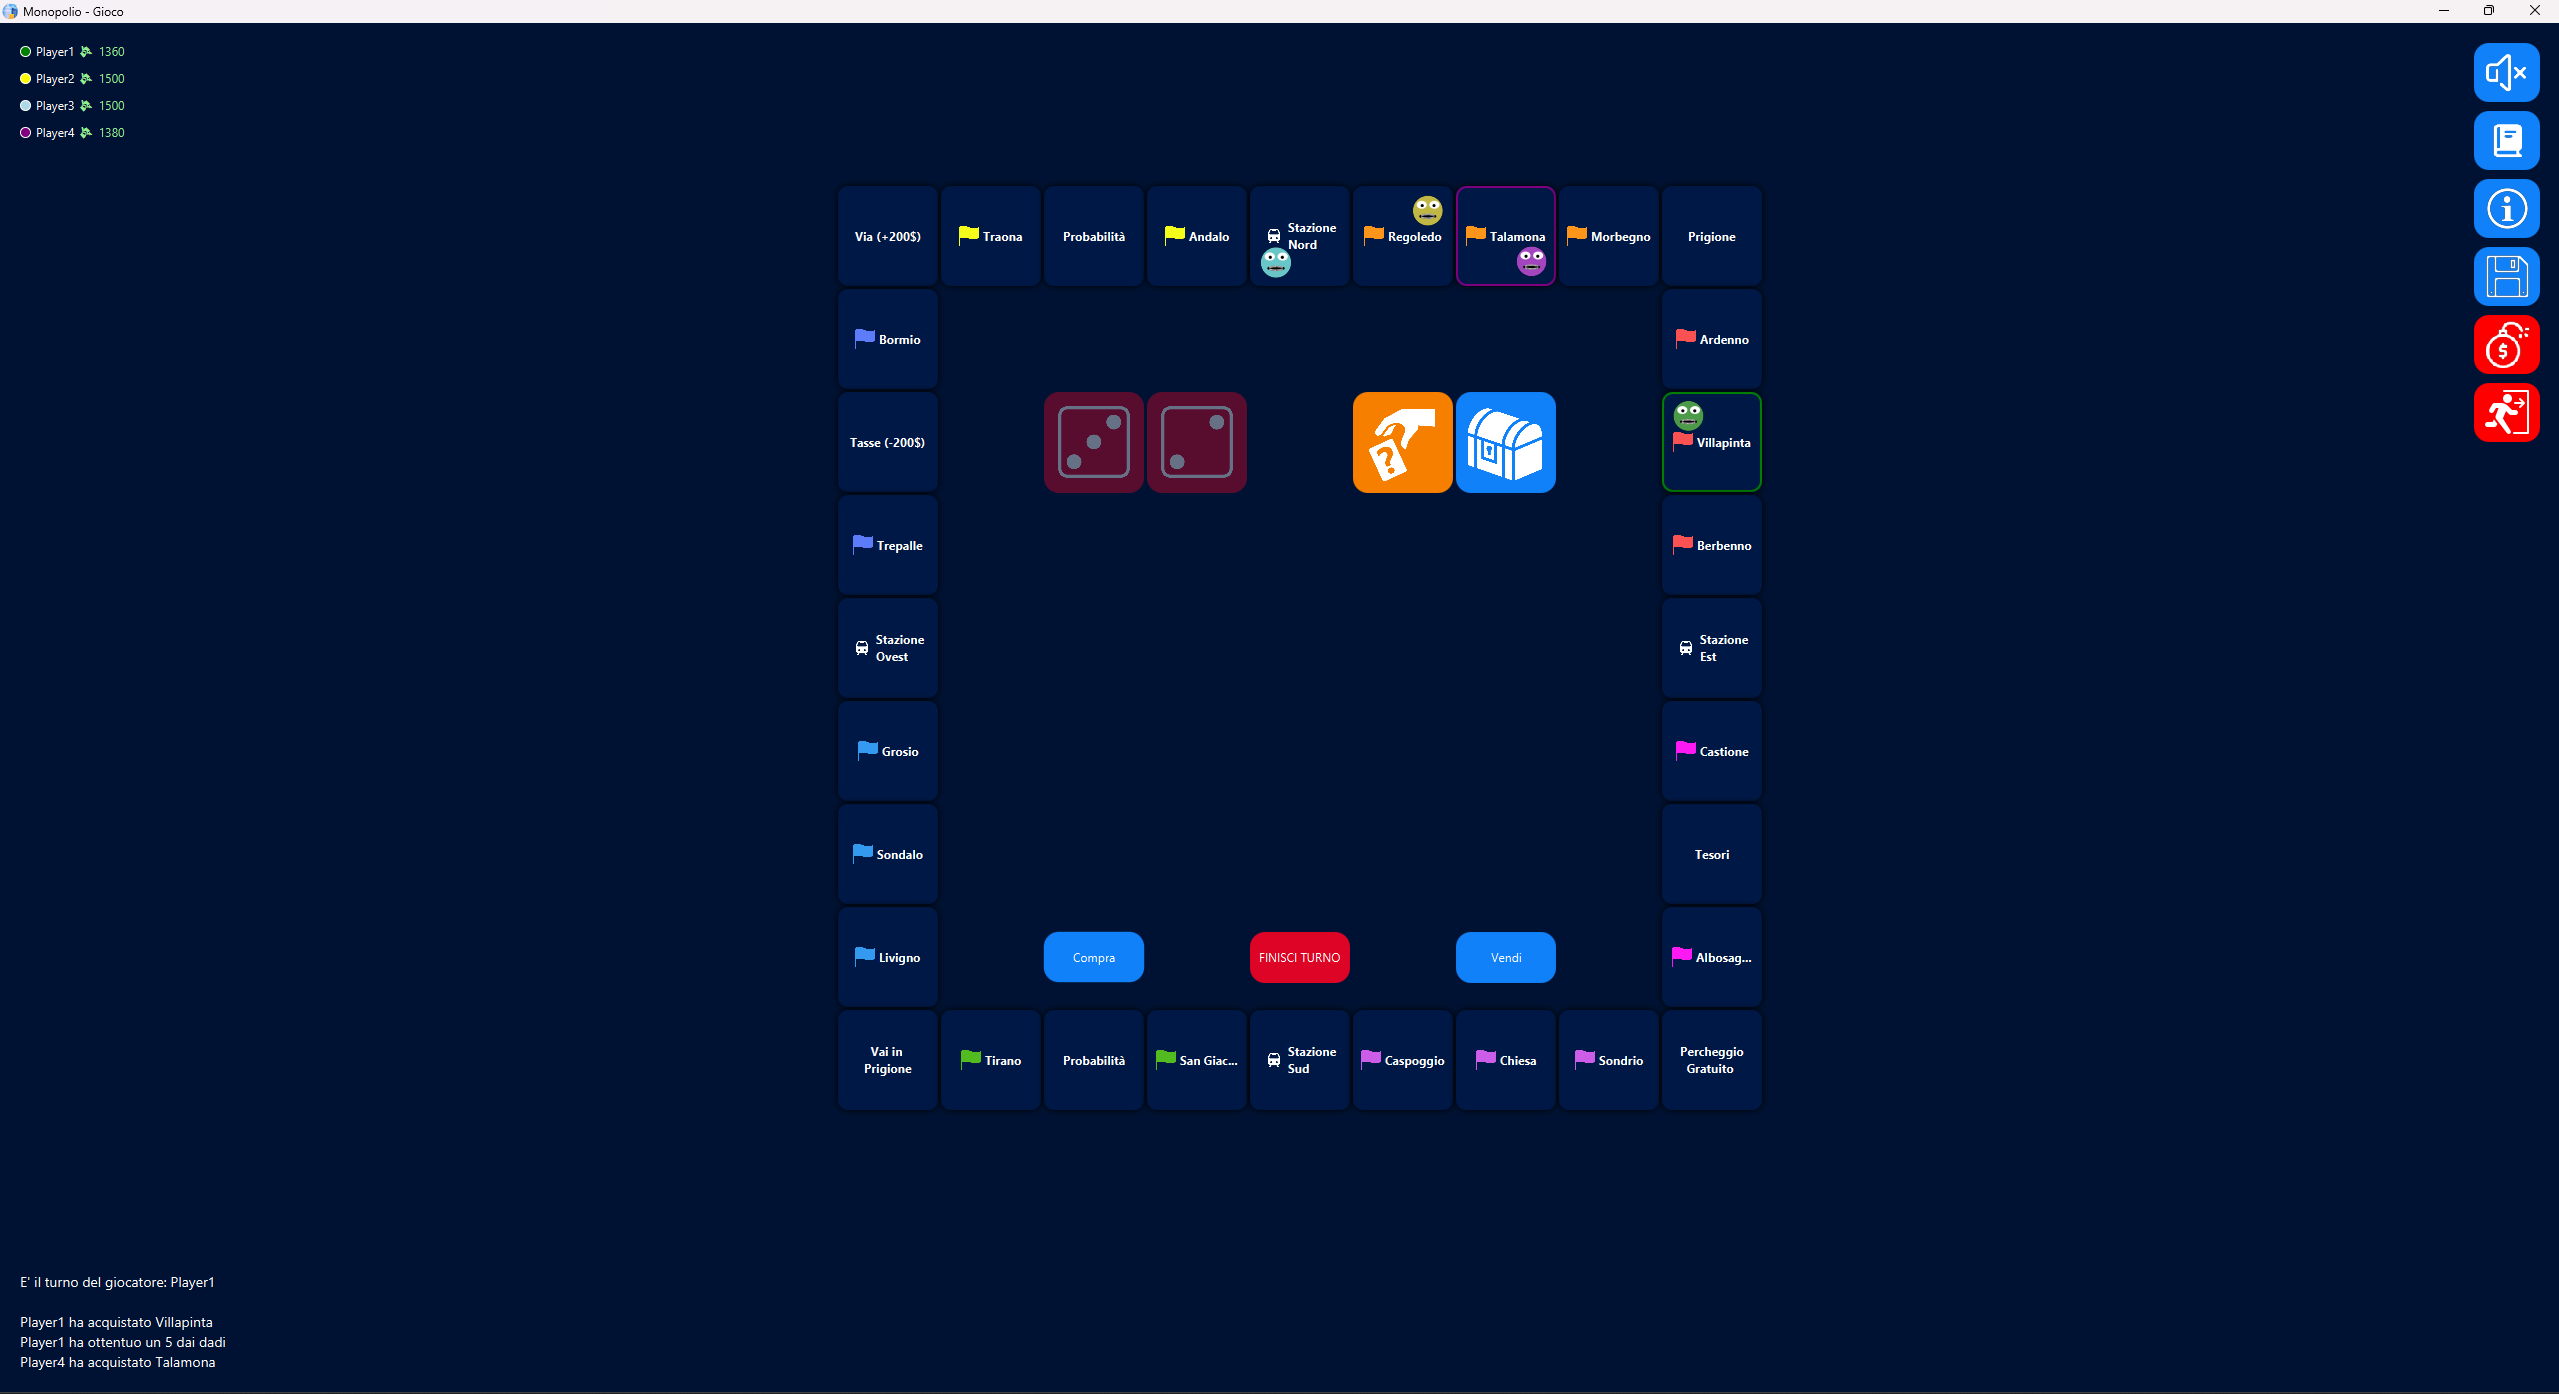 Monopolio - Gioco
Player1 1360
Player2 1500
Player3 1500
Player4 1380
Via (+200$)
Traona
Probabilità
Andalo
Stazione
Nord
Regoledo
Talamona
Morbegno
Prigione
Bormio
Ardenno
Tasse (-200$)
Villapinta
Trepalle
Berbenno
Stazione
Ovest
Stazione
Est
Grosio
Castione
Sondalo
Tesori
Livigno
Compra
FINISCI TURNO
Vendi
Albosag...
Vai in
Prigione
Tirano
Probabilità
San Giac...
Stazione
Sud
Caspoggio
Chiesa
Sondrio
Percheggio
Gratuito
E' il turno del giocatore: Player1
Player1 ha acquistato Villapinta
Player1 ha ottentuo un 5 dai dadi
Player4 ha acquistato Talamona